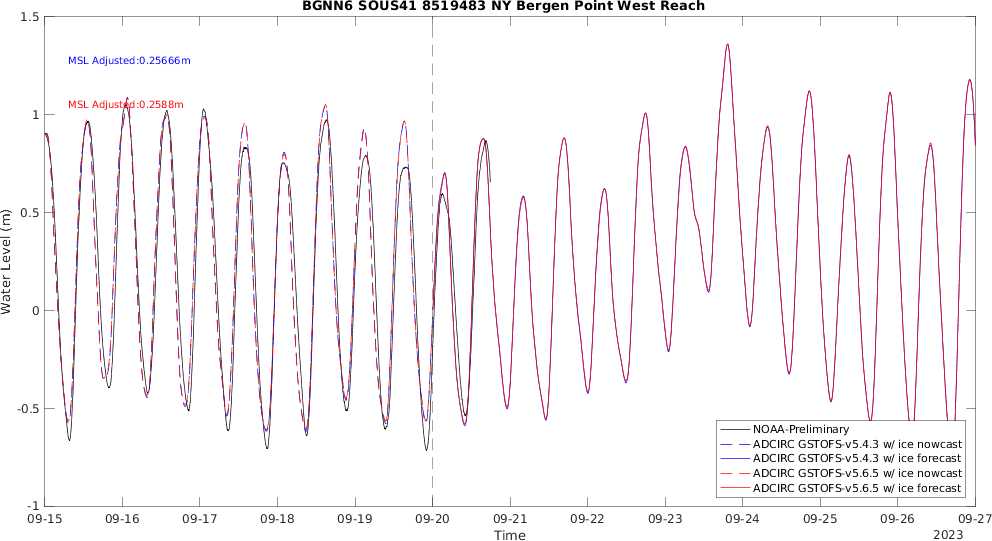 BGNN6 SOUS41 8519483 NY Bergen Point West Reach
MSL Adjusted:0.25666m
MSL Adjusted:0.2588m
Water Level (m)
1.5
1
0.5
0
-0.5
-1
NOAA-Preliminary
ADCIRC GSTOFS-v5.4.3 w/ ice nowcast
ADCIRC GSTOFS-v5.4.3 w/ ice forecast
ADCIRC GSTOFS-v5.6.5 w/ ice nowcast
ADCIRC GSTOFS-v5.6.5 w/ ice forecast
09-15 09-16 09-17 09-18 09-19 09-20 09-21 09-22 09-23 09-24 09-25 09-26 09-27
Time
2023